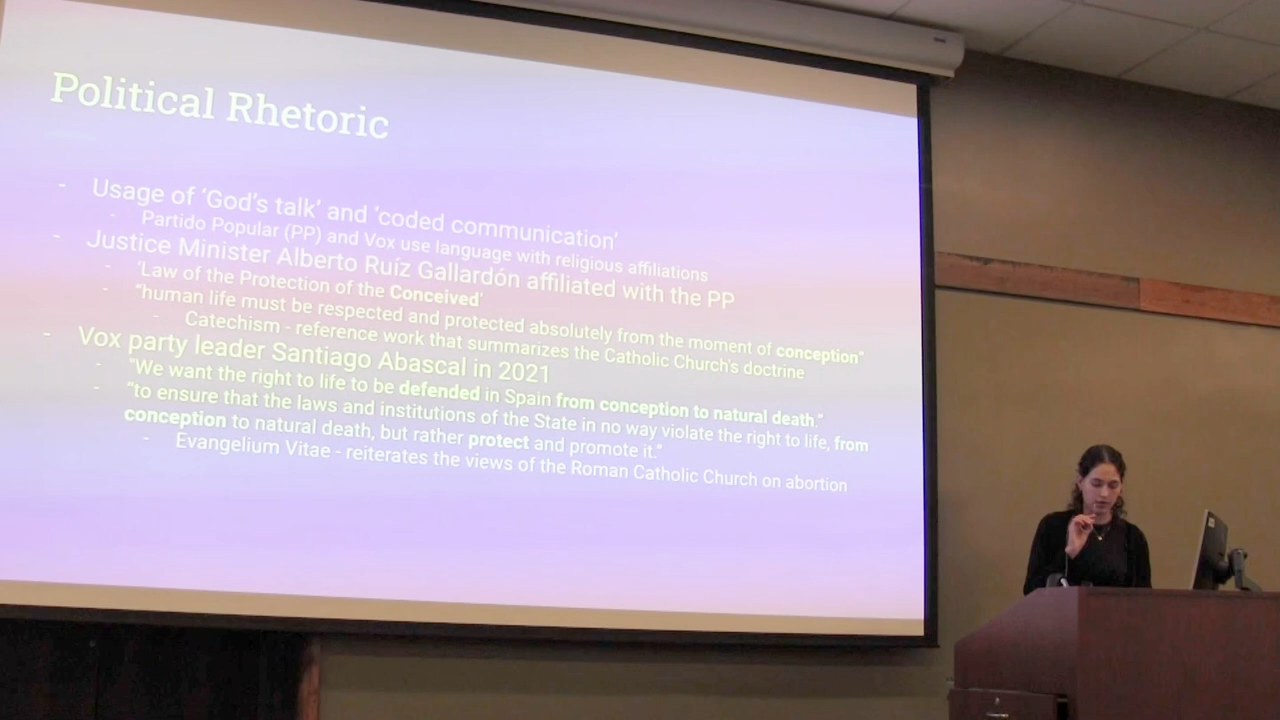 Political Rhetoric
- Usage of ‘God’s talk’ and ‘coded communication’
- Partido Popular (PP) and Vox use language with religious affiliations
- Justice Minister Alberto Ruíz Gallardón affiliated with the PP
- ‘Law of the Protection of the Conceived’
- “human life must be respected and protected absolutely from the moment of conception”
- Catechism - reference work that summarizes the Catholic Church's doctrine
- Vox party leader Santiago Abascal in 2021
- "We want the right to life to be defended in Spain from conception to natural death."
- "to ensure that the laws and institutions of the State in no way violate the right to life, from
conception to natural death, but rather protect and promote it."
- Evangelium Vitae - reiterates the views of the Roman Catholic Church on abortion